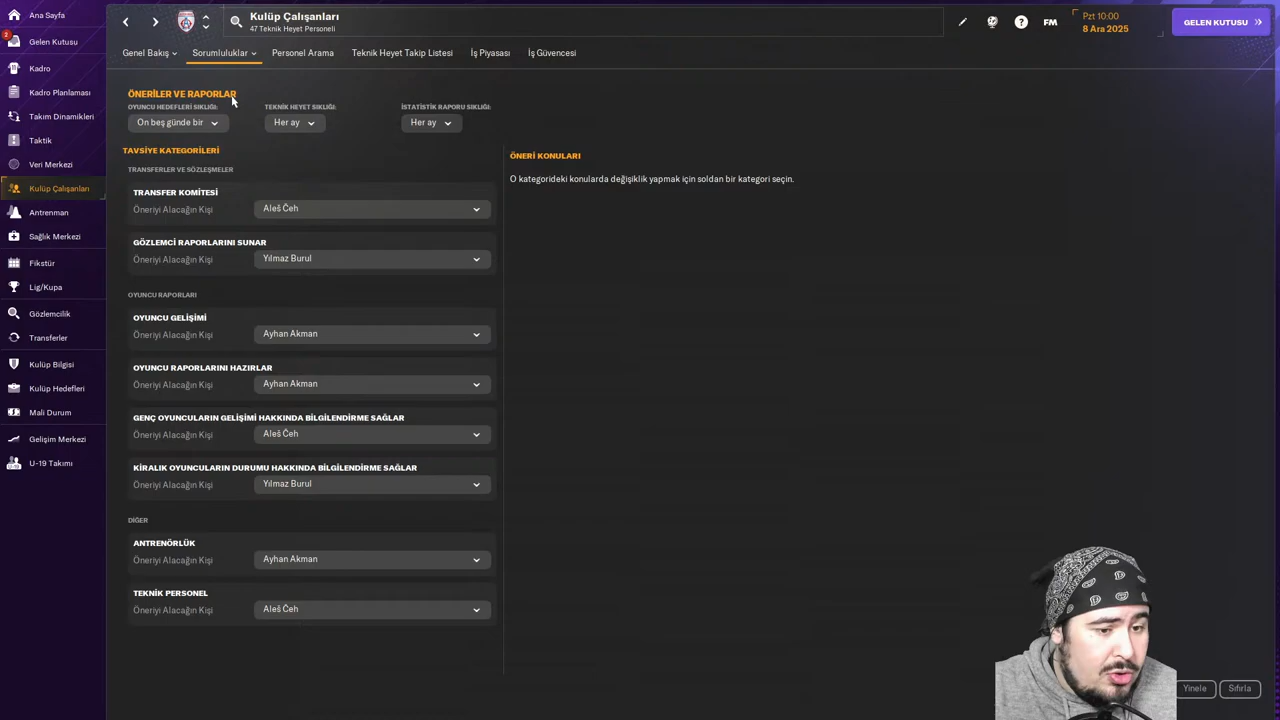 Ana Sayfa
2
Gelen Kutusu
Kadro
Kadro Planlaması
Takım Dinamikleri
Taktik
Veri Merkezi
Kulüp Çalışanları
Antrenman
Sağlık Merkezi
Fikstür
Lig/Kupa
Gözlemcilik
Transferler
Kulüp Bilgisi
Kulüp Hedefleri
Mali Durum
Gelişim Merkezi
U-19 Takımı
Kulüp Çalışanları
47 Teknik Heyet Personeli
FM
Pzt 10:00
8 Ara 2025
GELEN KUTUSU
Genel Bakış
Sorumluluklar
Personel Arama
Teknik Heyet Takip Listesi
İş Piyasası
İş Güvencesi
ÖNERİLER VE RAPORLAR
OYUNCU HEDEFLERİ SIKLIĞI:
TEKNİK HEYET SIKLIĞI:
İSTATİSTİK RAPORU SIKLIĞI:
On beş günde bir
Her ay
Her ay
TAVSİYE KATEGORİLERİ
TRANSFERLER VE SÖZLEŞMELER
TRANSFER KOMİTESİ
Öneriyi Alacağın Kişi
Aleš Čeh
GÖZLEMCİ RAPORLARINI SUNAR
Öneriyi Alacağın Kişi
Yılmaz Burul
OYUNCU RAPORLARI
OYUNCU GELİŞİMİ
Öneriyi Alacağın Kişi
Ayhan Akman
OYUNCU RAPORLARINI HAZIRLAR
Öneriyi Alacağın Kişi
Ayhan Akman
GENÇ OYUNCULARIN GELİŞİMİ HAKKINDA BİLGİLENDİRME SAĞLAR
Öneriyi Alacağın Kişi
Aleš Čeh
KİRALIK OYUNCULARIN DURUMU HAKKINDA BİLGİLENDİRME SAĞLAR
Öneriyi Alacağın Kişi
Yılmaz Burul
DİĞER
ANTRENÖRLÜK
Öneriyi Alacağın Kişi
Ayhan Akman
TEKNİK PERSONEL
Öneriyi Alacağın Kişi
Aleš Čeh
ÖNERİ KONULARI
O kategorideki konularda değişiklik yapmak için soldan bir kategori seçin.
Yinele
Sıfırla